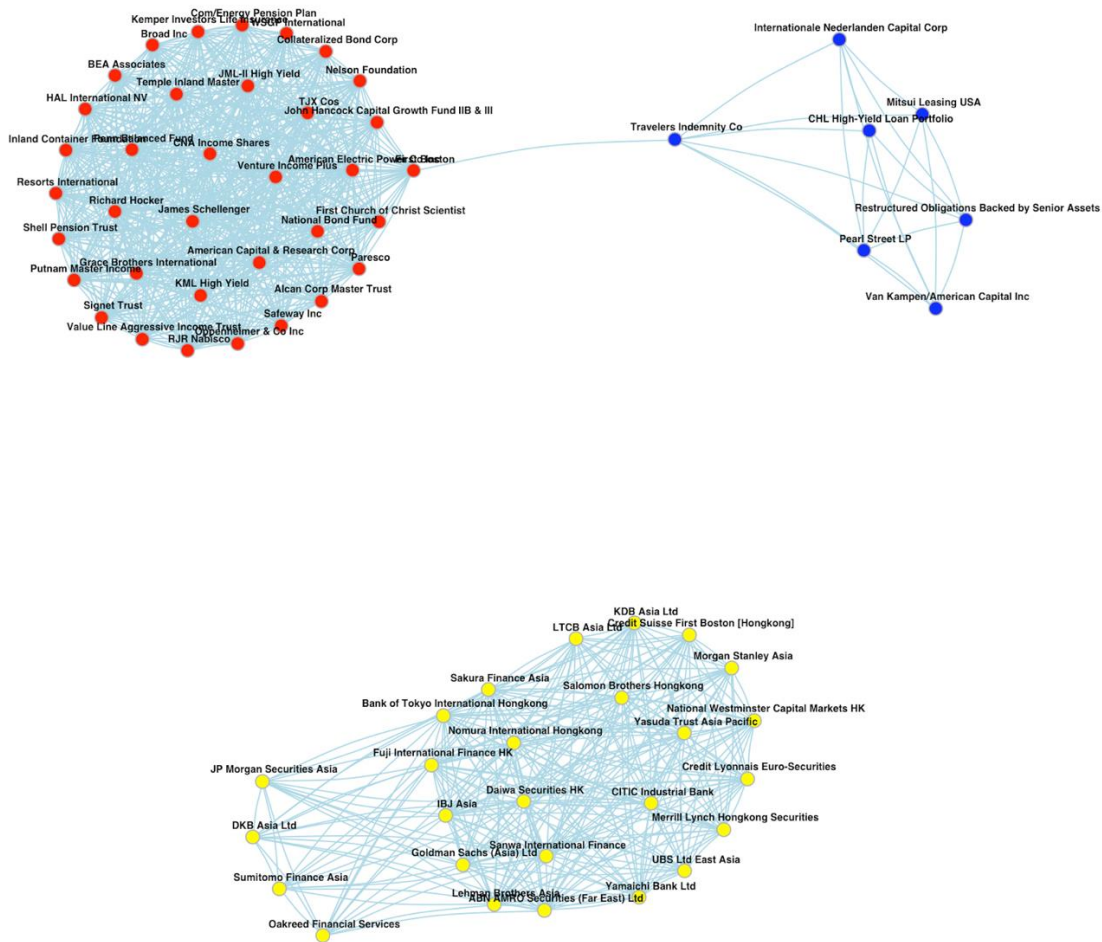 Com/Energy Pension Plan
Kemper Investors Life Insurance
WSGP International
Broad Inc
Collateralized Bond Corp
BEA Associates
Nelson Foundation
JML-II High Yield
Temple Inland Master
HAL International NV
TJX Cos
John Hancock Capital Growth Fund IIB & III
Inland Container Foundation
Balanced Fund
CNA Income Shares
American Electric Power Co Inc
First Boston
Venture Income Plus
Resorts International
Richard Hocker
James Schellenger
First Church of Christ Scientist
National Bond Fund
Shell Pension Trust
American Capital & Research Corp
Paresco
Grace Brothers International
Putnam Master Income
KML High Yield
Alcan Corp Master Trust
Signet Trust
Safeway Inc
Value Line Aggressive Income Trust
Oppenheimer & Co Inc
RJR Nabisco
Internationale Nederlanden Capital Corp
Mitsui Leasing USA
CHL High-Yield Loan Portfolio
Travelers Indemnity Co
Restructured Obligations Backed by Senior Assets
Pearl Street LP
Van Kampen/American Capital Inc
KDB Asia Ltd
Credit Suisse First Boston [Hongkong]
LTCB Asia Ltd
Morgan Stanley Asia
Sakura Finance Asia
Salomon Brothers Hongkong
Bank of Tokyo International Hongkong
National Westminster Capital Markets HK
Yasuda Trust Asia Pacific
Nomura International Hongkong
Fuji International Finance HK
Credit Lyonnais Euro-Securities
JP Morgan Securities Asia
Daiwa Securities HK
CITIC Industrial Bank
IBJ Asia
Merrill Lynch Hongkong Securities
DKB Asia Ltd
Sanwa International Finance
Goldman Sachs (Asia) Ltd
UBS Ltd East Asia
Sumitomo Finance Asia
Yamaichi Bank Ltd
Lehman Brothers Asia
ABN AMRO Securities (Far East) Ltd
Oakreed Financial Services